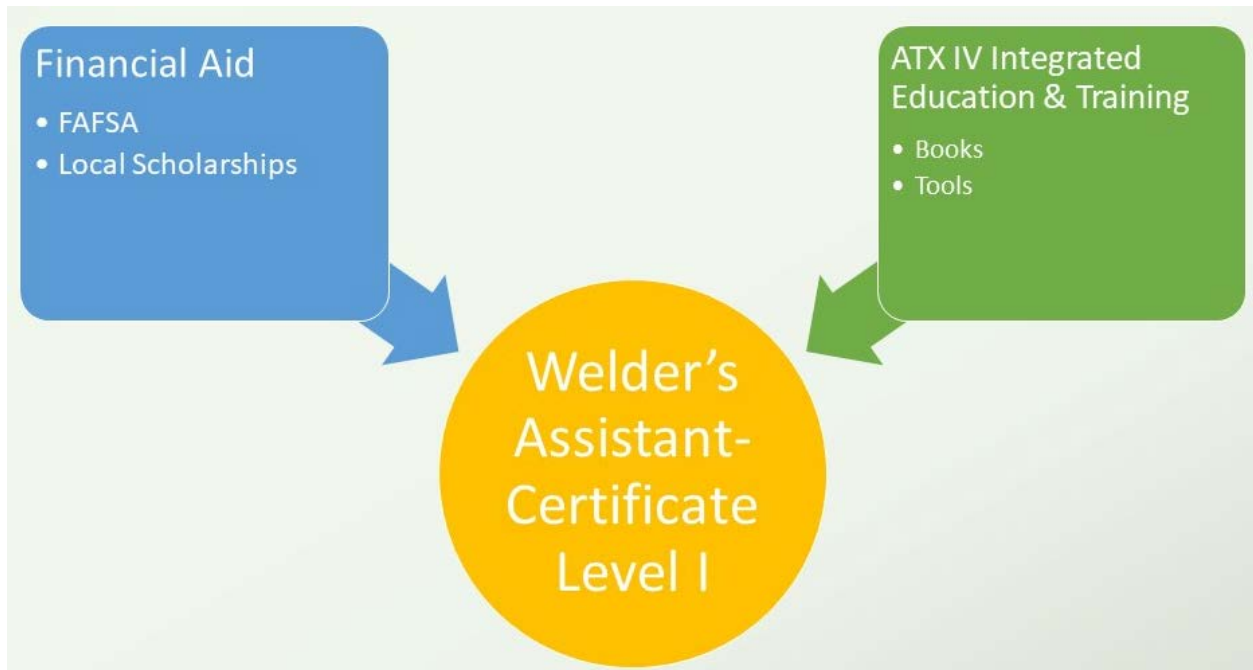 Financial Aid
• FAFSA
• Local Scholarships
ATX IV Integrated
Education & Training
• Books
• Tools
Welder’s
Assistant-
Certificate
Level I